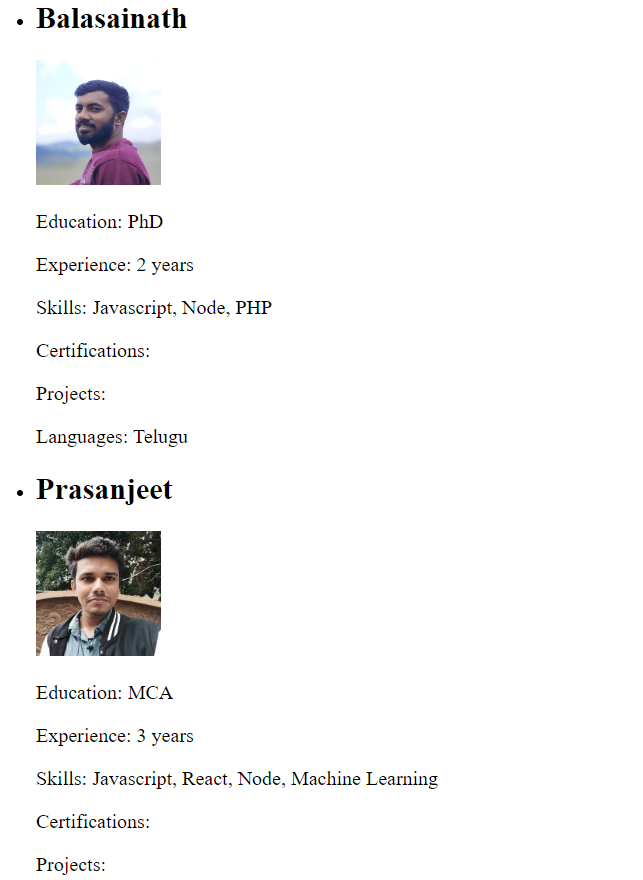 Balasainath
Education: PhD
Experience: 2 years
Skills: Javascript, Node, PHP
Certifications:
Projects:
Languages: Telugu
Prasanjeet
Education: MCA
Experience: 3 years
Skills: Javascript, React, Node, Machine Learning
Certifications:
Projects: